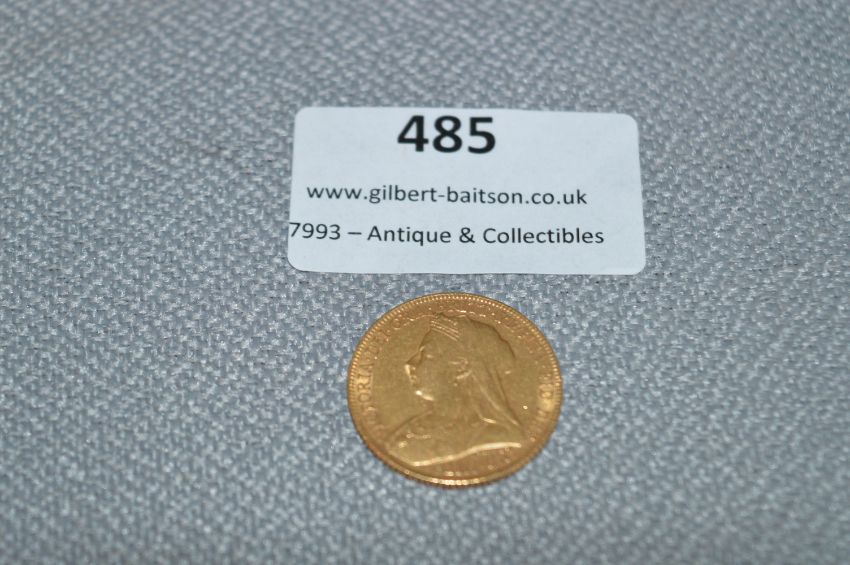 485
www.gilbert-baitson.co.uk
7993 – Antique & Collectibles